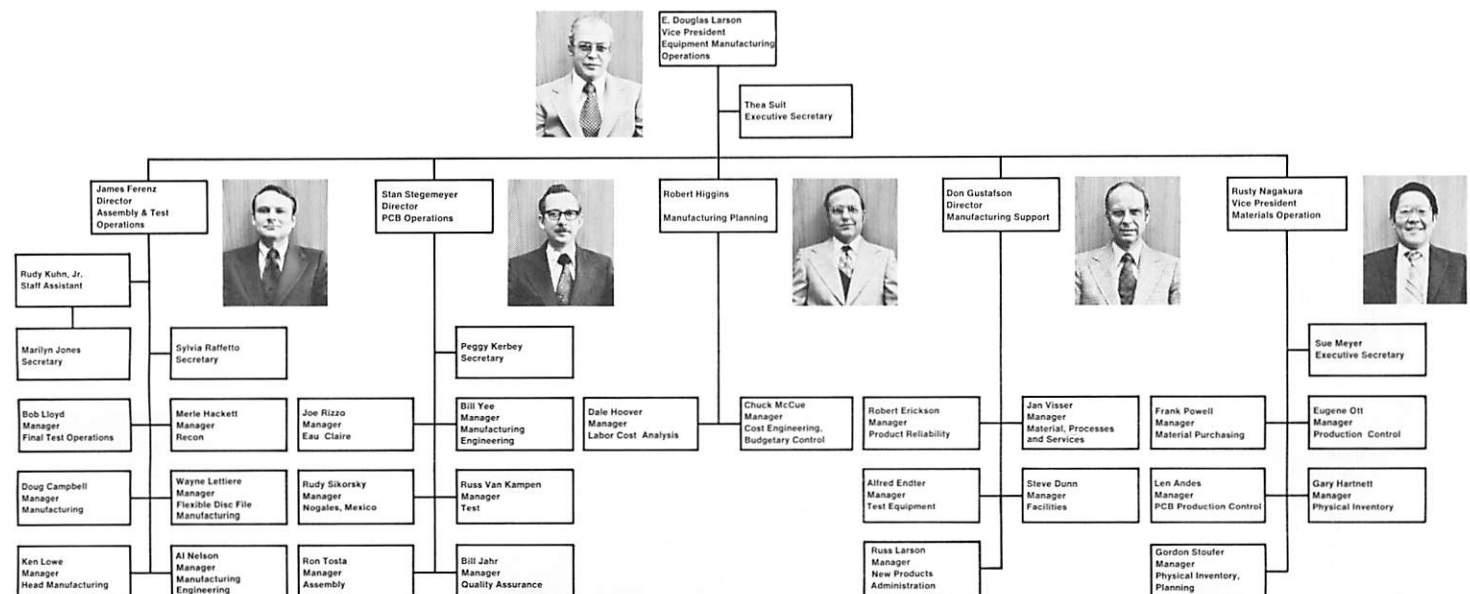 E. Douglas Larson
Vice President
Equipment Manufacturing
Operations
Thea Suit
Executive Secretary
James Ferenz
Director
Assembly & Test
Operations
Stan Stegemeyer
Director
PCB Operations
Robert Higgins
Manufacturing Planning
Don Gustafson
Director
Manufacturing Support
Rusty Nagakura
Vice President
Materials Operation
Rudy Kuhn, Jr.
Staff Assistant
Marilyn Jones
Secretary
Sylvia Raffetto
Secretary
Peggy Kerbey
Secretary
Sue Meyer
Executive Secretary
Bob Lloyd
Manager
Final Test Operations
Merle Hackett
Manager
Recon
Joe Rizzo
Manager
Eau Claire
Bill Yee
Manager
Manufacturing
Engineering
Dale Hoover
Manager
Labor Cost Analysis
Chuck McCue
Manager
Cost Engineering,
Budgetary Control
Robert Erickson
Manager
Product Reliability
Jan Visser
Manager
Material, Processes
and Services
Frank Powell
Manager
Material Purchasing
Eugene Ott
Manager
Production Control
Doug Campbell
Manager
Manufacturing
Wayne Lettiere
Manager
Flexible Disc File
Manufacturing
Rudy Sikorsky
Manager
Nogales, Mexico
Russ Van Kampen
Manager
Test
Alfred Endter
Manager
Test Equipment
Steve Dunn
Manager
Facilities
Len Andes
Manager
PCB Production Control
Gary Hartnett
Manager
Physical Inventory
Ken Lowe
Manager
Head Manufacturing
Al Nelson
Manager
Manufacturing
Engineering
Ron Tosta
Manager
Assembly
Bill Jahr
Manager
Quality Assurance
Russ Larson
Manager
New Products
Administration
Gordon Stoufer
Manager
Physical Inventory,
Planning